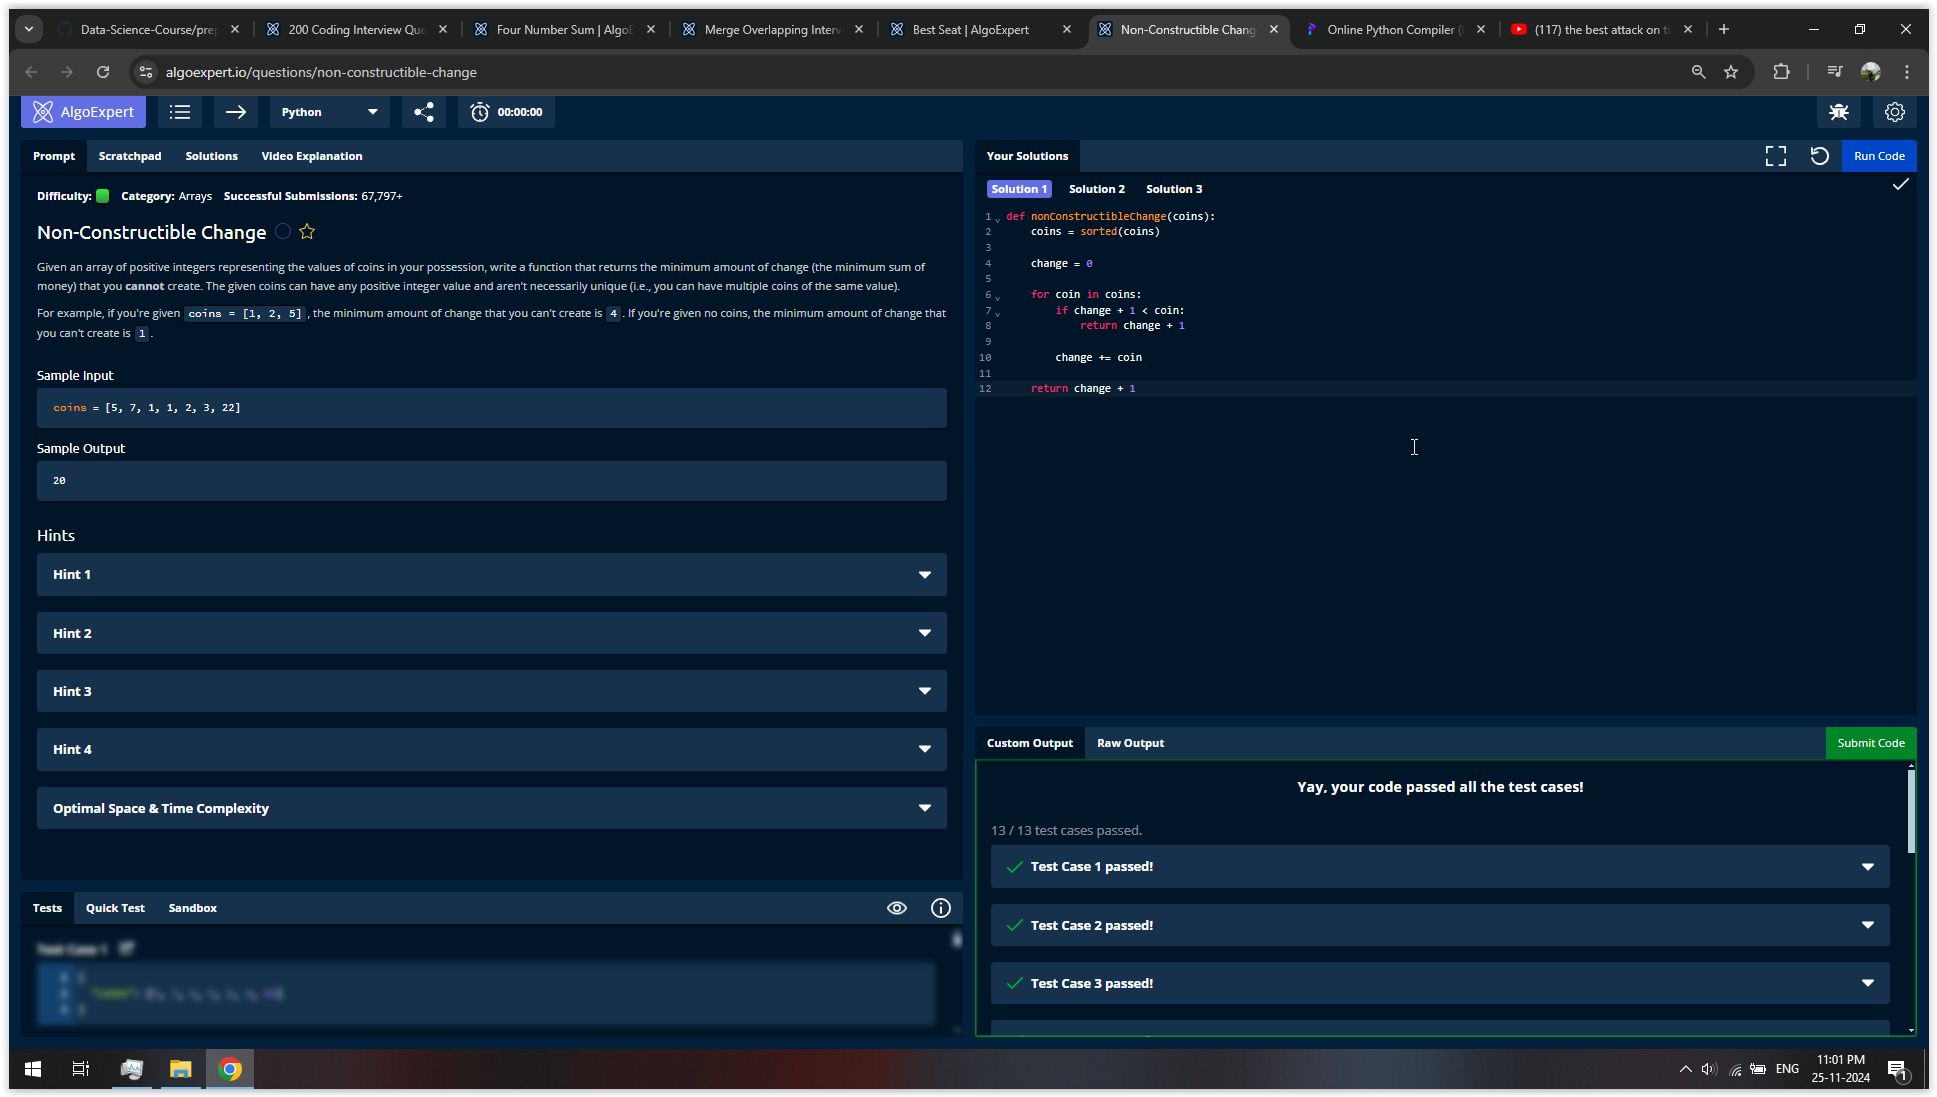 Data-Science-Course/prep
200 Coding Interview Que
Four Number Sum | AlgoE
Merge Overlapping Interv
Best Seat | AlgoExpert
Non-Constructible Chang
Online Python Compiler (
(117) the best attack on ti
algoexpert.io/questions/non-constructible-change
AlgoExpert
Python
00:00:00
Prompt
Scratchpad
Solutions
Video Explanation
Difficulty:
Category: Arrays
Successful Submissions: 67,797+
Non-Constructible Change
Given an array of positive integers representing the values of coins in your possession, write a function that returns the minimum amount of change (the minimum sum of
money) that you cannot create. The given coins can have any positive integer value and aren't necessarily unique (i.e., you can have multiple coins of the same value).
For example, if you're given coins = [1, 2, 5], the minimum amount of change that you can't create is 4. If you're given no coins, the minimum amount of change that
you can't create is 1.
Sample Input
coins = [5, 7, 1, 1, 2, 3, 22]
Sample Output
20
Hints
Hint 1
Hint 2
Hint 3
Hint 4
Optimal Space & Time Complexity
Tests
Quick Test
Sandbox
Your Solutions
Run Code
Solution 1
Solution 2
Solution 3
1 def nonConstructibleChange(coins):
2     coins = sorted(coins)
3
4     change = 0
5
6     for coin in coins:
7         if change + 1 < coin:
8             return change + 1
9
10         change += coin
11
12     return change + 1
Custom Output
Raw Output
Submit Code
Yay, your code passed all the test cases!
13 / 13 test cases passed.
Test Case 1 passed!
Test Case 2 passed!
Test Case 3 passed!
ENG
11:01 PM
25-11-2024
1